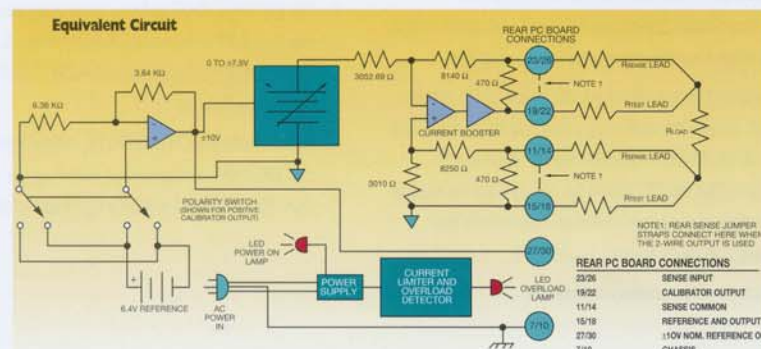 Equivalent Circuit
REAR PC BOARD
CONNECTIONS
3.64 KΩ
6.36 KΩ
0 TO ±7.5V
±10V
3052.69 Ω
8140 Ω
470 Ω
23/26
RSENSE LEAD
NOTE 1
CURRENT BOOSTER
19/22
RTEST LEAD
RLOAD
11/14
RSENSE LEAD
8250 Ω
470 Ω
3010 Ω
NOTE 1
15/18
RTEST LEAD
POLARITY SWITCH
(SHOWN FOR POSITIVE
CALIBRATOR OUTPUT)
NOTE1: REAR SENSE JUMPER
STRAPS CONNECT HERE WHEN
THE 2-WIRE OUTPUT IS USED
6.4V REFERENCE
AC
POWER
IN
LED
POWER ON
LAMP
POWER
SUPPLY
CURRENT
LIMITER AND
OVERLOAD
DETECTOR
LED
OVERLOAD
LAMP
27/30
7/10
REAR PC BOARD CONNECTIONS
23/26 SENSE INPUT
19/22 CALIBRATOR OUTPUT
11/14 SENSE COMMON
15/18 REFERENCE AND OUTPUT
27/30 ±10V NOM. REFERENCE
7/10 CHASSIS